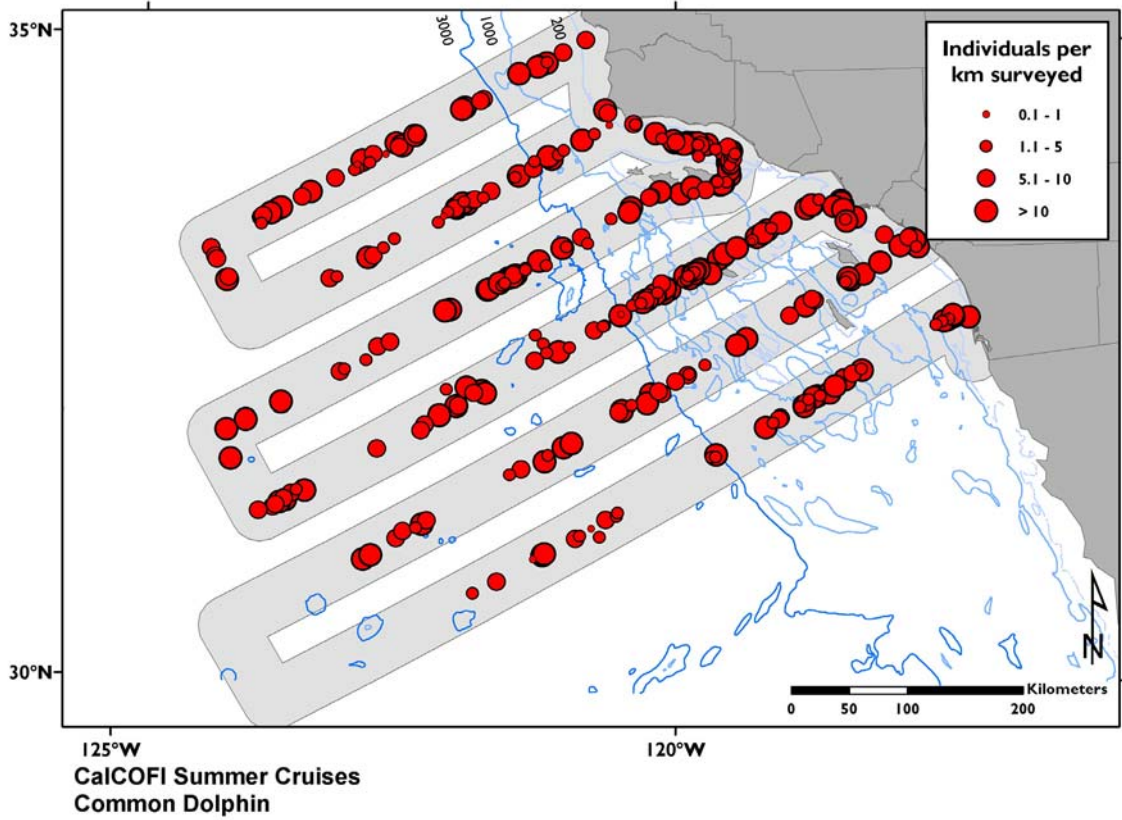 35°N
3000
1000
200
Individuals per
km surveyed
0.1 - 1
1.1 - 5
5.1 - 10
> 10
30°N
N
Kilometers
0 50 100 200
125°W 120°W
CalCOFI Summer Cruises
Common Dolphin